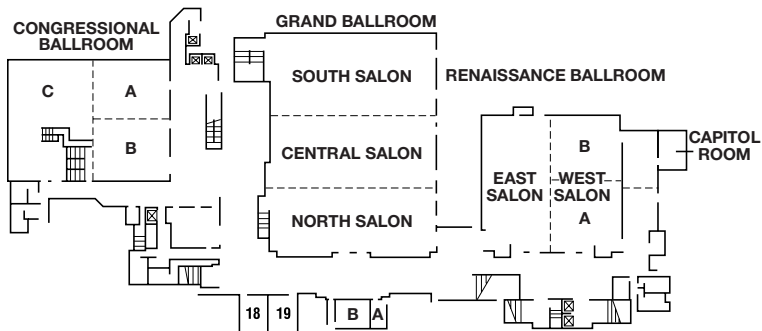 CONGRESSIONAL
BALLROOM
GRAND BALLROOM
RENAISSANCE BALLROOM
C
A
B
SOUTH SALON
CENTRAL SALON
NORTH SALON
EAST
SALON
B
WEST
SALON
A
CAPITOL
ROOM
18
19
B
A